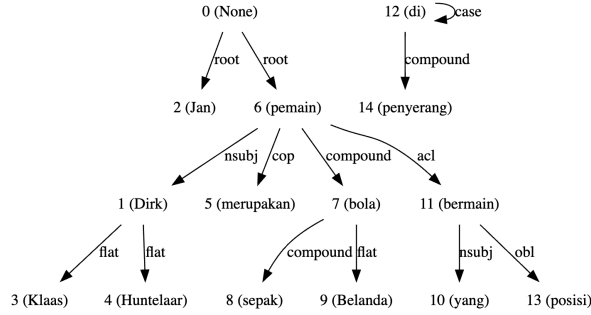 0 (None) 12 (di) case
root root compound
2 (Jan) 6 (pemain) 14 (penyerang)
nsubj cop compound acl
1 (Dirk) 5 (merupakan) 7 (bola) 11 (bermain)
flat flat compound flat nsubj obl
3 (Klaas) 4 (Huntelaar) 8 (sepak) 9 (Belanda) 10 (yang) 13 (posisi)